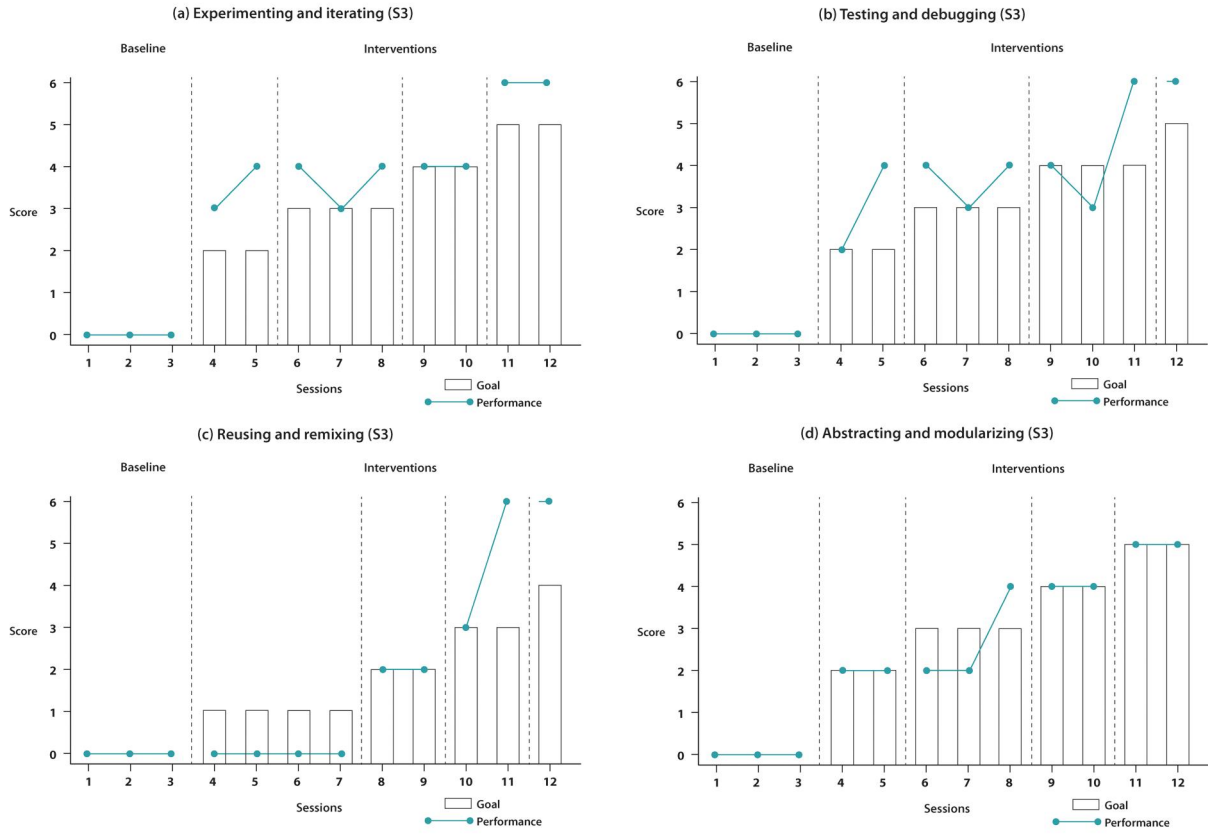 (a) Experimenting and iterating (S3)
Baseline
Interventions
6
5
4
3
2
1
0
Score
1 2 3 4 5 6 7 8 9 10 11 12
Sessions
Goal
Performance
(b) Testing and debugging (S3)
Baseline
Interventions
6
5
4
3
2
1
0
Score
1 2 3 4 5 6 7 8 9 10 11 12
Sessions
Goal
Performance
(c) Reusing and remixing (S3)
Baseline
Interventions
6
5
4
3
2
1
0
Score
1 2 3 4 5 6 7 8 9 10 11 12
Sessions
Goal
Performance
(d) Abstracting and modularizing (S3)
Baseline
Interventions
6
5
4
3
2
1
0
Score
1 2 3 4 5 6 7 8 9 10 11 12
Sessions
Goal
Performance